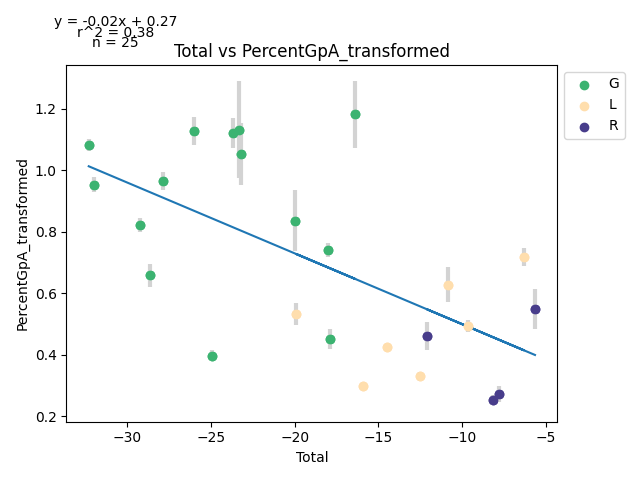 y = -0.02x + 0.27
r^2 = 0.38
n = 25
Total vs PercentGpA_transformed
G
L
R
PercentGpA_transformed
1.2
1.0
0.8
0.6
0.4
0.2
−30
−25
−20
−15
−10
−5
Total